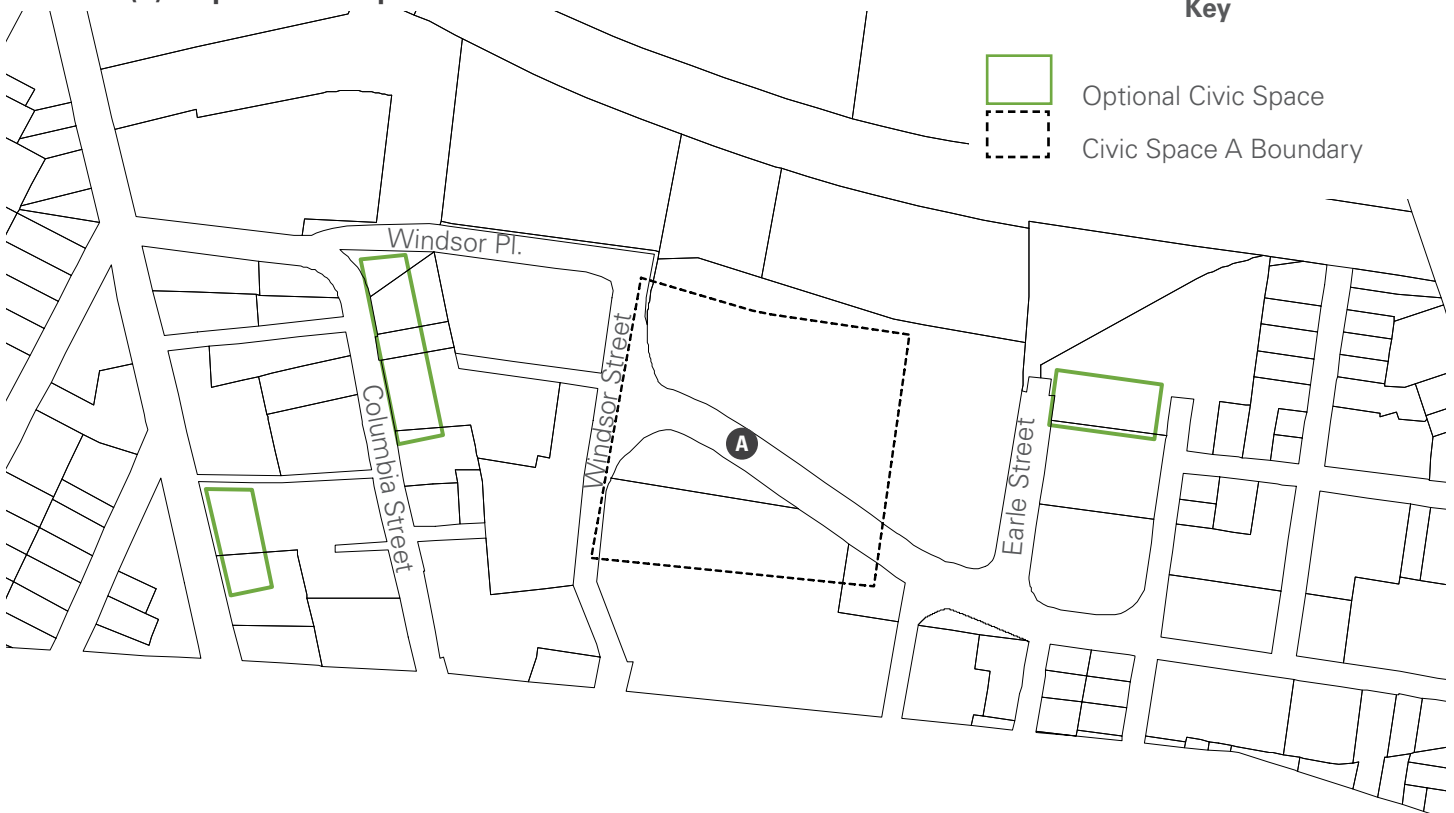 Key
Optional Civic Space
Civic Space A Boundary
Windsor Pl.
Windsor Street
Columbia Street
A
Earle Street